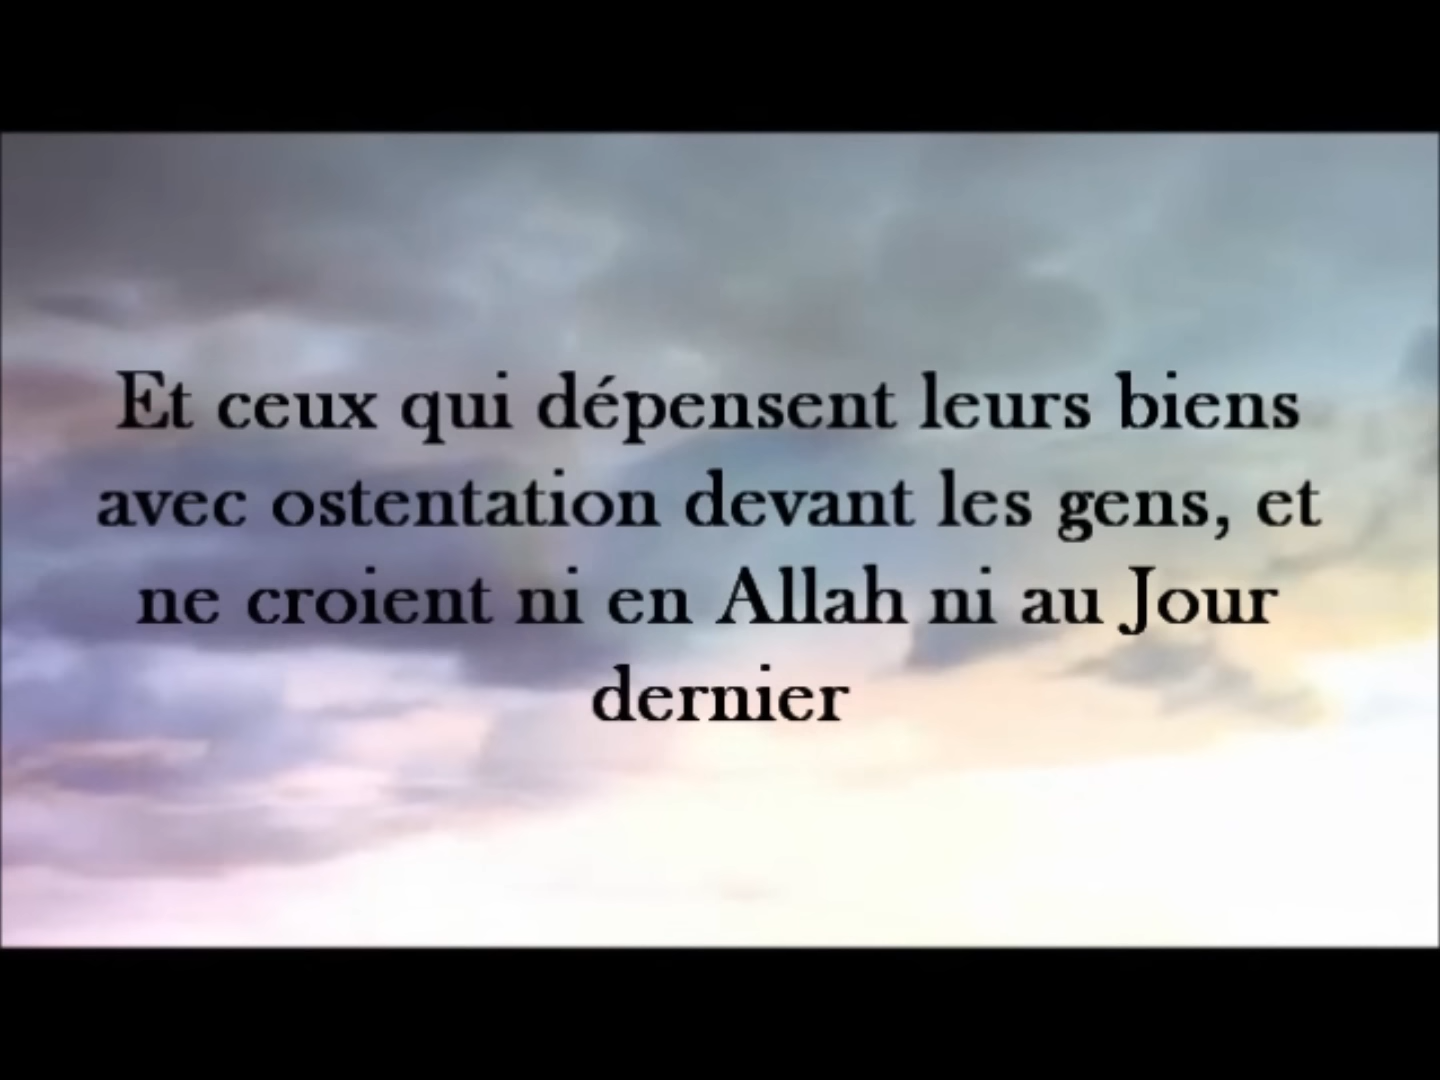 Et ceux qui dépensent leurs biens
avec ostentation devant les gens, et
ne croient ni en Allah ni au Jour
dernier